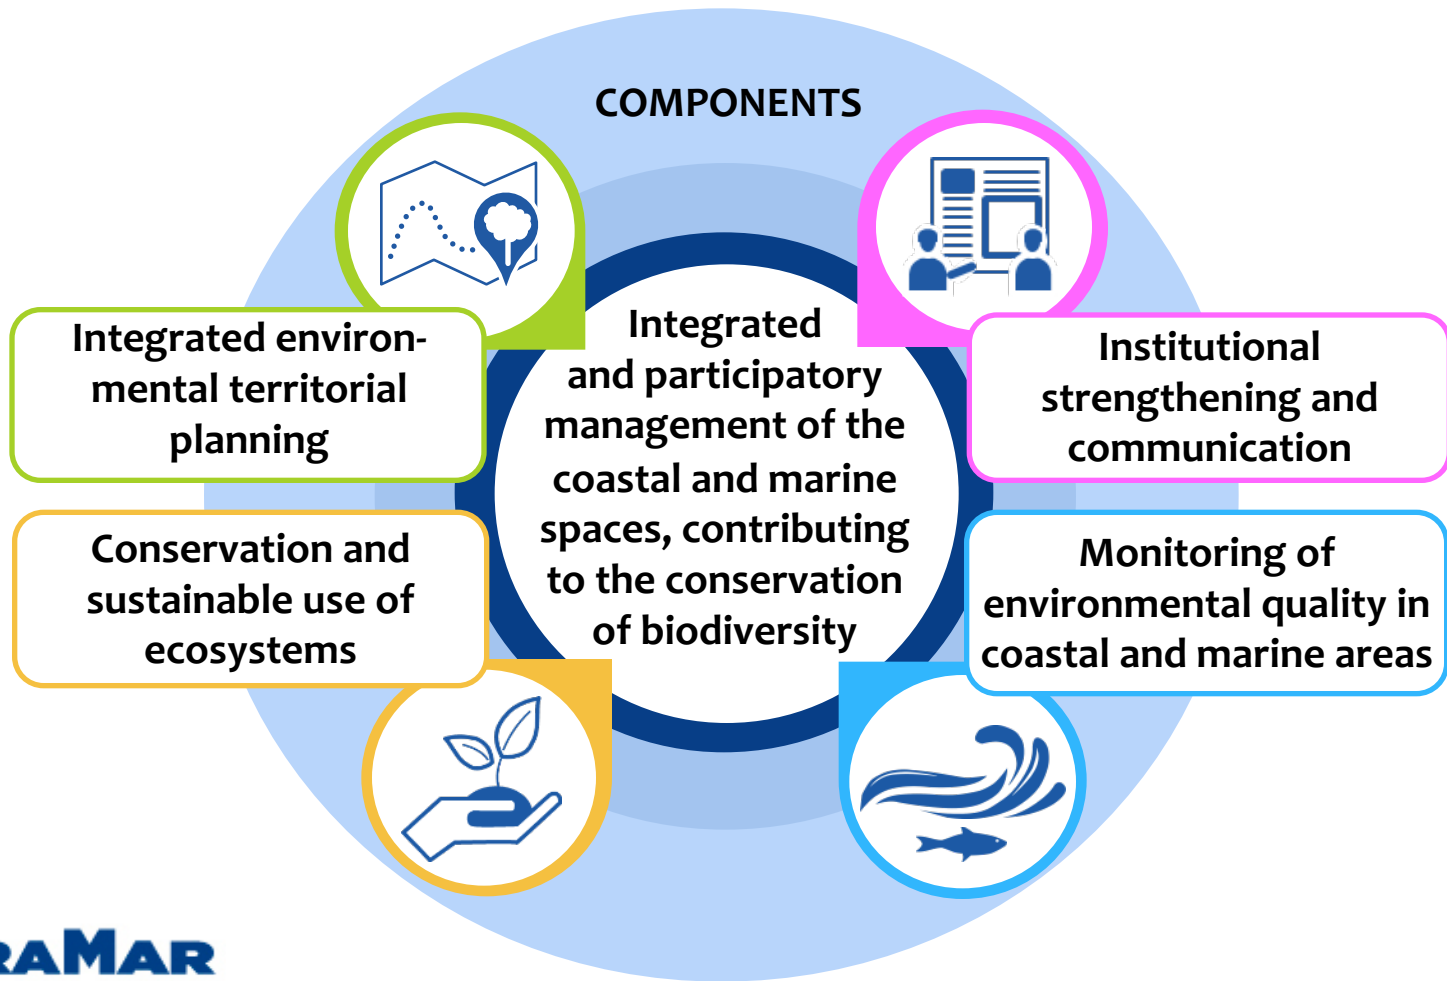 COMPONENTS
Integrated environ-
mental territorial
planning
Integrated
and participatory
management of the
coastal and marine
spaces, contributing
to the conservation
of biodiversity
Institutional
strengthening and
communication
Conservation and
sustainable use of
ecosystems
Monitoring of
environmental quality in
coastal and marine areas